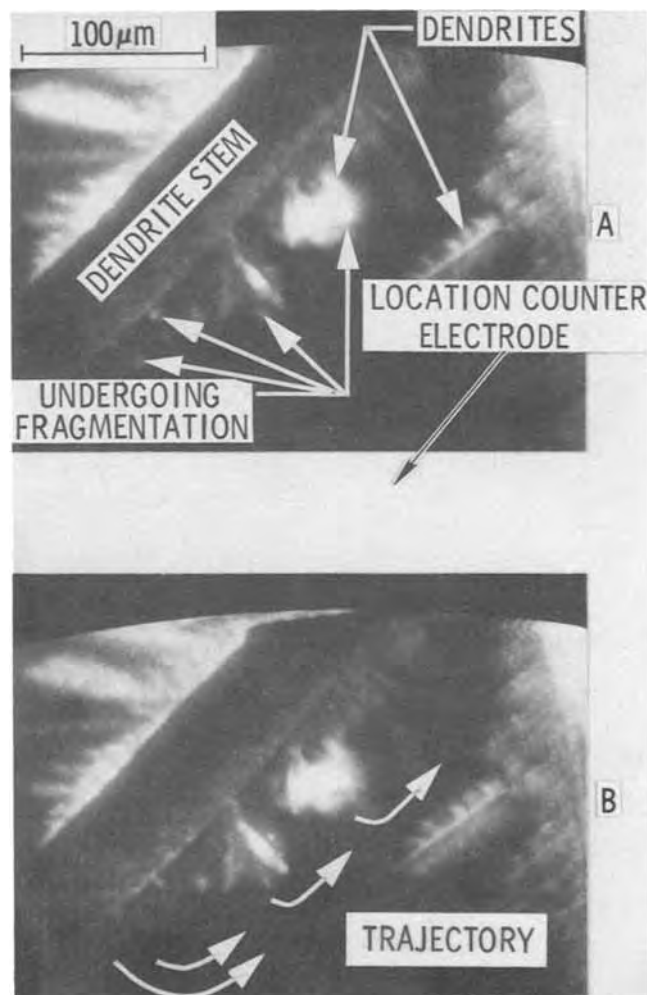 100μm
DENDRITES
DENDRITE STEM
A
LOCATION COUNTER
ELECTRODE
UNDERGOING
FRAGMENTATION
B
TRAJECTORY